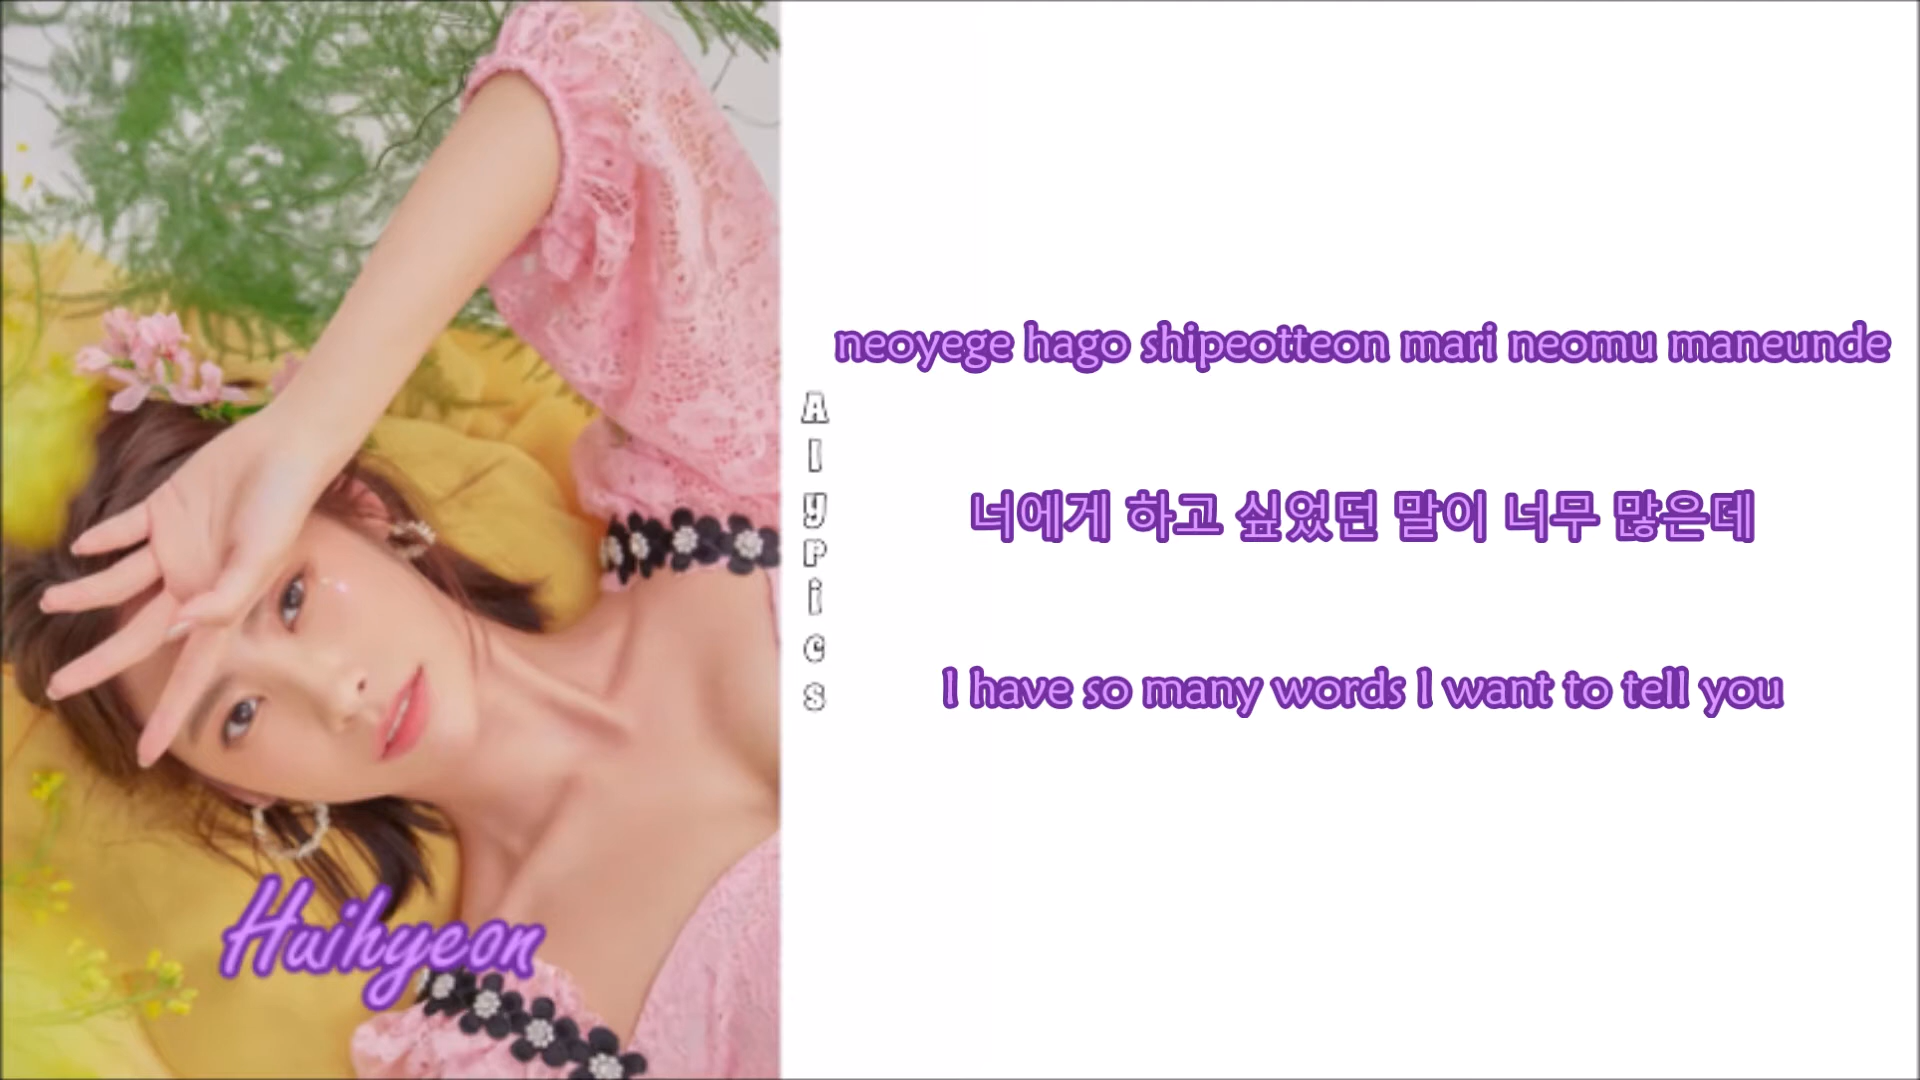 neoyege hago shipeotteon mari neomu maneunde
Alypics
너에게 하고 싶었던 말이 너무 많은데
I have so many words I want to tell you
Huihyeon